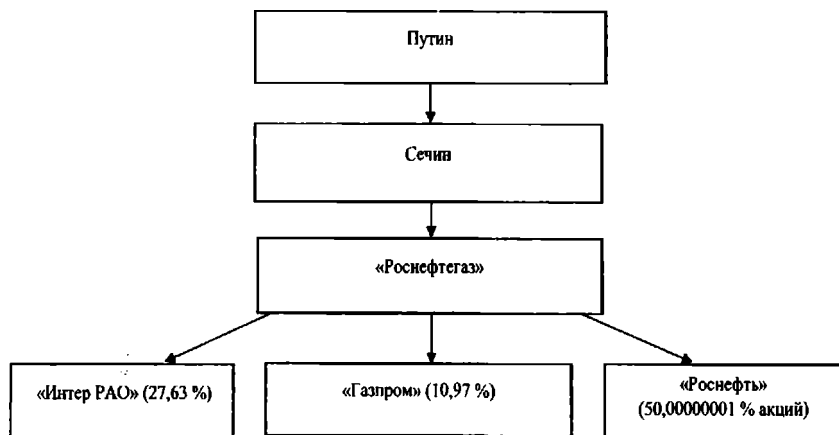 Путин
Сечин
«Роснефтегаз»
«Интер РАО» (27,63 %)
«Газпром» (10,97 %)
«Роснефть»
(50,00000001 % акций)